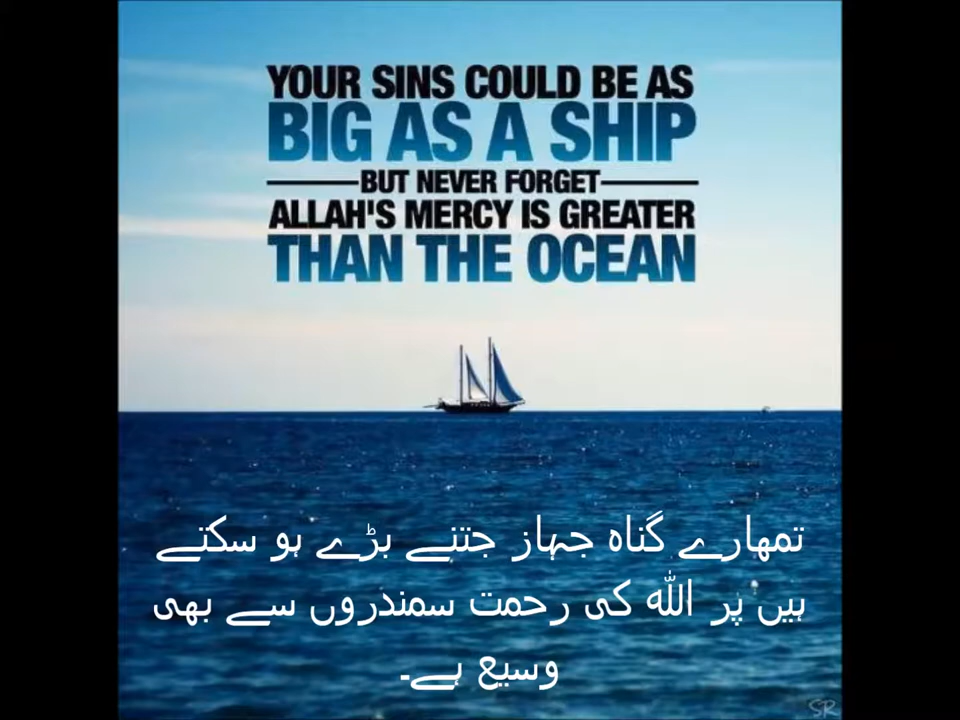 YOUR SINS COULD BE AS
BIG AS A SHIP
BUT NEVER FORGET
ALLAH'S MERCY IS GREATER
THAN THE OCEAN
تمھارے گناہ جہاز جتنے بڑے ہو سکتے
ہیں پر اللہ کی رحمت سمندروں سے بھی
وسیع ہے۔
SR